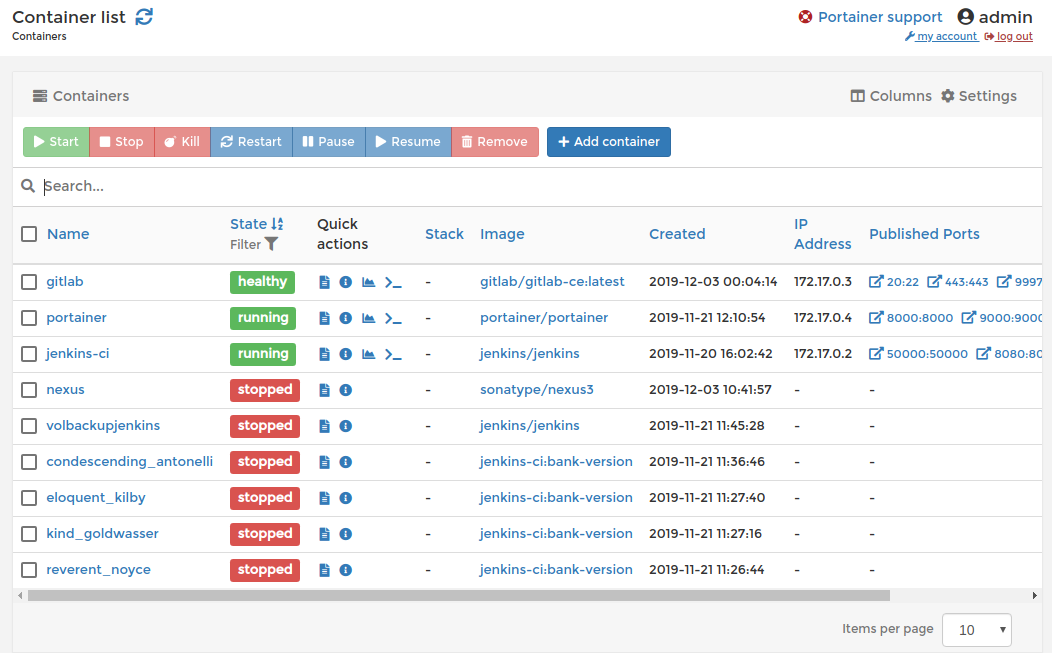 Container list
Portainer support admin
Containers
my account log out
Containers
Columns Settings
Start Stop Kill Restart Pause Resume Remove Add container
Search...
Name State Filter Quick actions Stack Image Created IP Address Published Ports
gitlab healthy - gitlab/gitlab-ce:latest 2019-12-03 00:04:14 172.17.0.3 20:22 443:443 9997
portainer running - portainer/portainer 2019-11-21 12:10:54 172.17.0.4 8000:8000 9000:9000
jenkins-ci running - jenkins/jenkins 2019-11-20 16:02:42 172.17.0.2 50000:50000 8080:80
nexus stopped - sonatype/nexus3 2019-12-03 10:41:57 - -
volbackupjenkins stopped - jenkins/jenkins 2019-11-21 11:45:28 - -
condescending_antonelli stopped - jenkins-ci:bank-version 2019-11-21 11:36:46 - -
eloquent_kilby stopped - jenkins-ci:bank-version 2019-11-21 11:27:40 - -
kind_goldwasser stopped - jenkins-ci:bank-version 2019-11-21 11:27:16 - -
reverent_noyce stopped - jenkins-ci:bank-version 2019-11-21 11:26:44 - -
Items per page 10